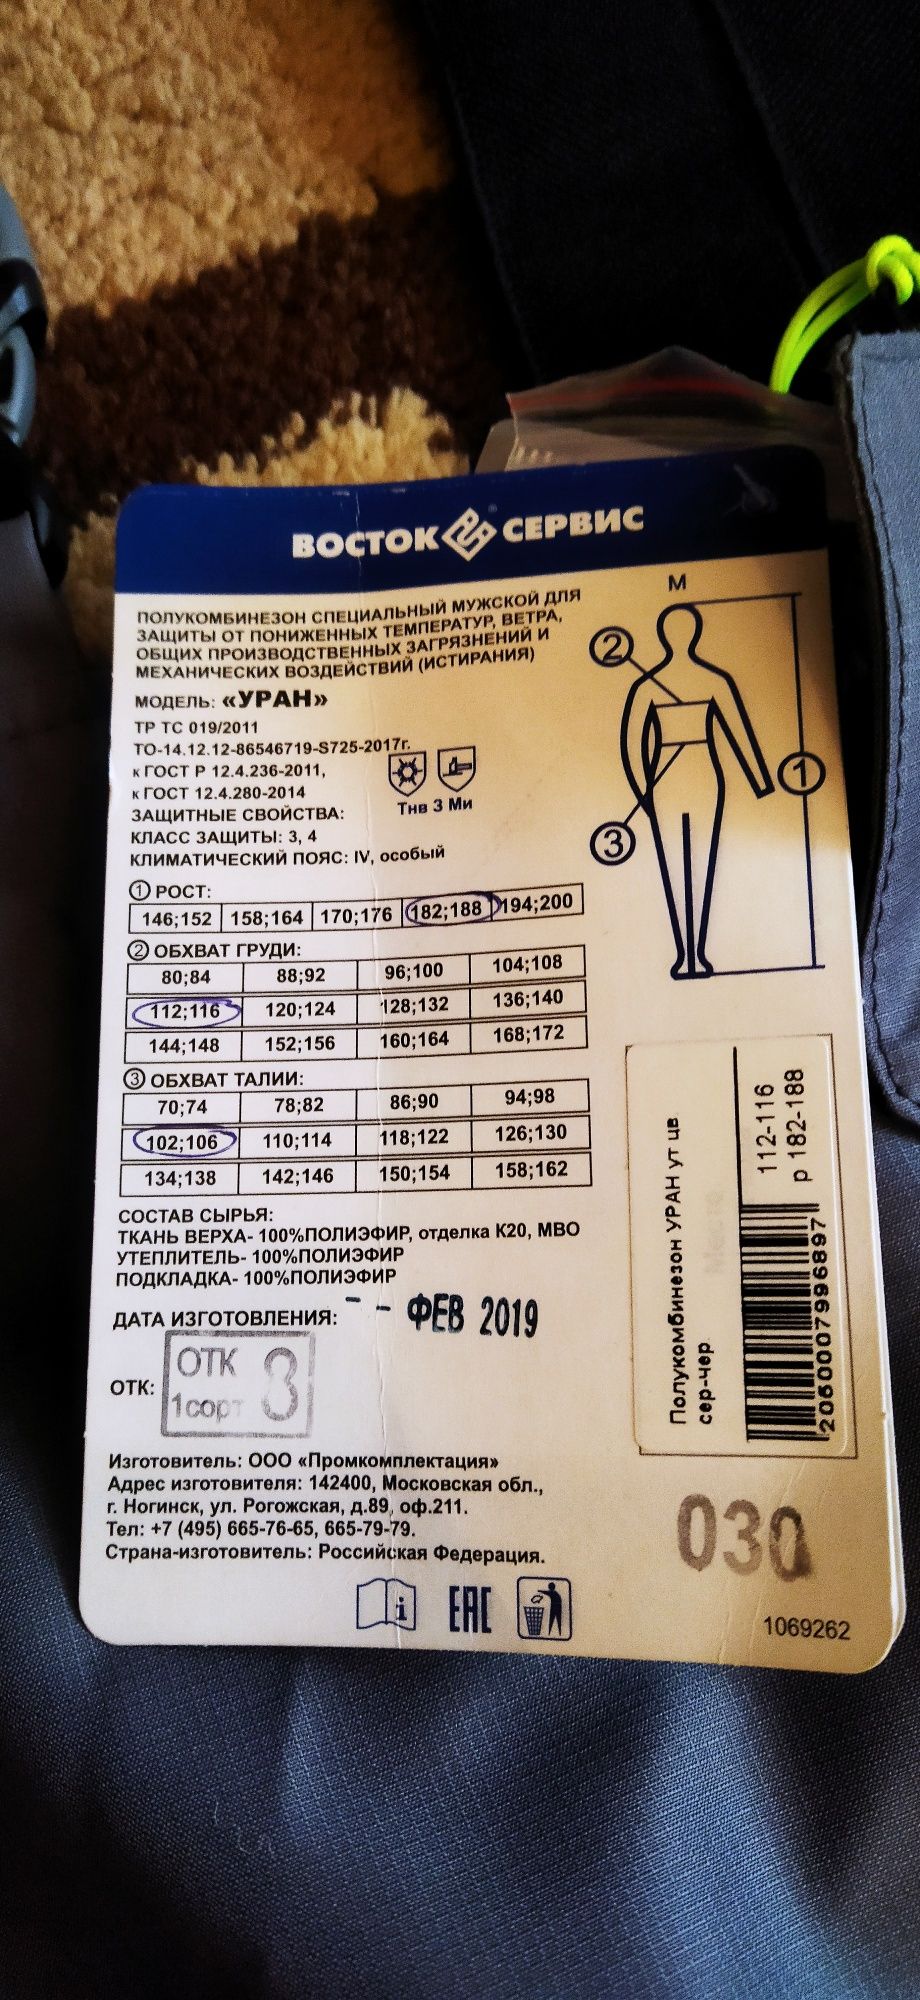 ВОСТОК СЕРВИС
ПОЛУКОМБИНЕЗОН СПЕЦИАЛЬНЫЙ МУЖСКОЙ ДЛЯ
ЗАЩИТЫ ОТ ПОНИЖЕННЫХ ТЕМПЕРАТУР, ВЕТРА,
ОБЩИХ ПРОИЗВОДСТВЕННЫХ ЗАГРЯЗНЕНИЙ И
МЕХАНИЧЕСКИХ ВОЗДЕЙСТВИЙ (ИСТИРАНИЯ)
МОДЕЛЬ: «УРАН»
ТР ТС 019/2011
ТО-14.12.12-86546719-S725-2017г.
к ГОСТ Р 12.4.236-2011,
к ГОСТ 12.4.280-2014
Тнв 3 Ми
ЗАЩИТНЫЕ СВОЙСТВА:
КЛАСС ЗАЩИТЫ: 3, 4
КЛИМАТИЧЕСКИЙ ПОЯС: IV, особый
М
2
1
3
1 РОСТ:
146;152 158;164 170;176 182;188 194;200
2 ОБХВАТ ГРУДИ:
80;84 88;92 96;100 104;108
112;116 120;124 128;132 136;140
144;148 152;156 160;164 168;172
3 ОБХВАТ ТАЛИИ:
70;74 78;82 86;90 94;98
102;106 110;114 118;122 126;130
134;138 142;146 150;154 158;162
СОСТАВ СЫРЬЯ:
ТКАНЬ ВЕРХА- 100%ПОЛИЭФИР, отделка К20, МВО
УТЕПЛИТЕЛЬ- 100%ПОЛИЭФИР
ПОДКЛАДКА- 100%ПОЛИЭФИР
ДАТА ИЗГОТОВЛЕНИЯ: - - ФЕВ 2019
ОТК:
ОТК 3
1сорт
Изготовитель: ООО «Промкомплектация»
Адрес изготовителя: 142400, Московская обл.,
г. Ногинск, ул. Рогожская, д.89, оф.211.
Тел: +7 (495) 665-76-65, 665-79-79.
Страна-изготовитель: Российская Федерация.
EAC
Полукомбинезон УРАН ут цв
сер-чер
112-116
р 182-188
2060007996897
030
1069262